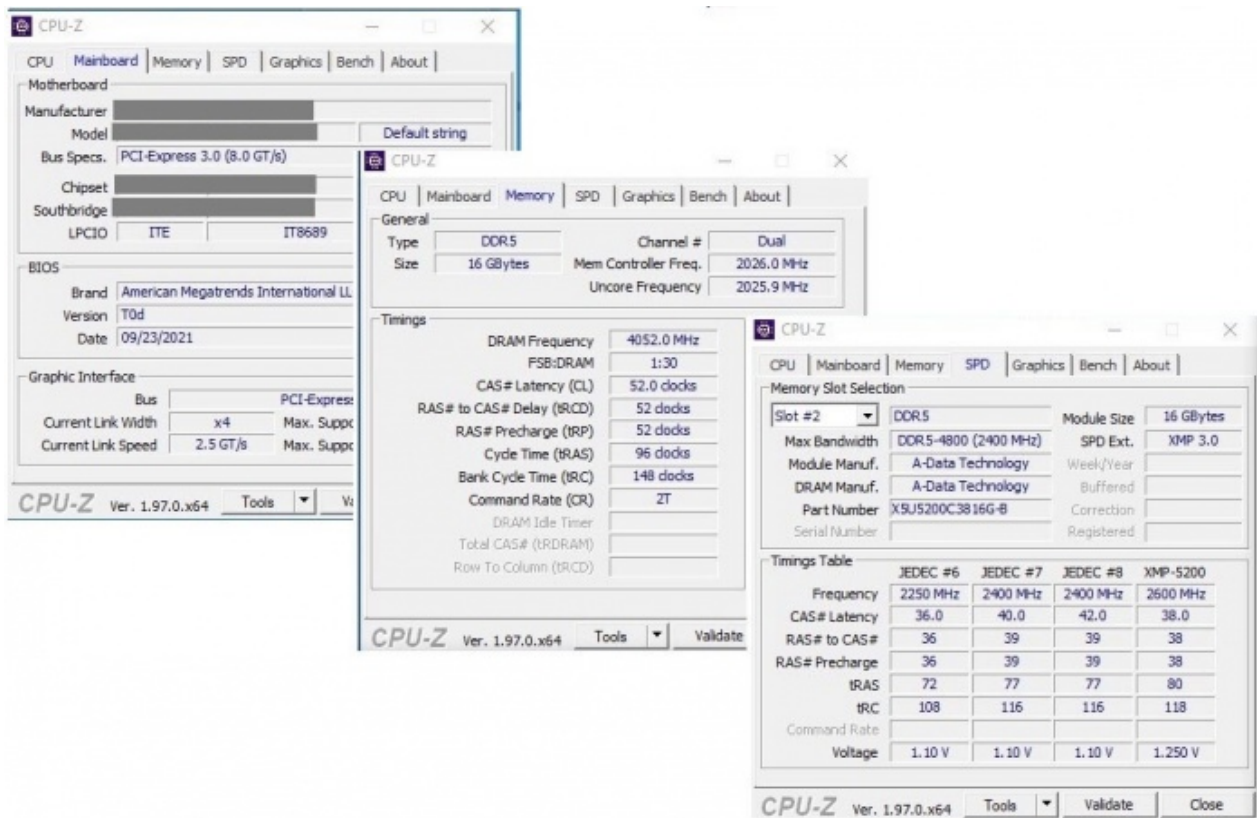 CPU-Z
CPU Mainboard Memory SPD Graphics Bench About
Motherboard
Manufacturer
Model Default string
Bus Specs. PCI-Express 3.0 (8.0 GT/s)
Chipset
Southbridge
LPCIO ITE IT8689
BIOS
Brand American Megatrends International LL
Version T0d
Date 09/23/2021
Graphic Interface
Bus PCI-Express
Current Link Width x4 Max. Suppo
Current Link Speed 2.5 GT/s Max. Suppo
CPU-Z Ver. 1.97.0.x64 Tools Va
CPU-Z
CPU Mainboard Memory SPD Graphics Bench About
General
Type DDR5 Channel # Dual
Size 16 GBytes Mem Controller Freq. 2026.0 MHz
Uncore Frequency 2025.9 MHz
Timings
DRAM Frequency 4052.0 MHz
FSB:DRAM 1:30
CAS# Latency (CL) 52.0 clocks
RAS# to CAS# Delay (tRCD) 52 clocks
RAS# Precharge (tRP) 52 clocks
Cycle Time (tRAS) 96 clocks
Bank Cycle Time (tRC) 148 clocks
Command Rate (CR) 2T
DRAM Idle Timer
Total CAS# (tRDRAM)
Row To Column (tRCD)
CPU-Z Ver. 1.97.0.x64 Tools Validate
CPU-Z
CPU Mainboard Memory SPD Graphics Bench About
Memory Slot Selection
Slot #2 DDR5 Module Size 16 GBytes
Max Bandwidth DDR5-4800 (2400 MHz) SPD Ext. XMP 3.0
Module Manuf. A-Data Technology Week/Year
DRAM Manuf. A-Data Technology Buffered
Part Number X5U5200C3816G-B Correction
Serial Number Registered
Timings Table
JEDEC #6 JEDEC #7 JEDEC #8 XMP-5200
Frequency 2250 MHz 2400 MHz 2400 MHz 2600 MHz
CAS# Latency 36.0 40.0 42.0 38.0
RAS# to CAS# 36 39 39 38
RAS# Precharge 36 39 39 38
tRAS 72 77 77 80
tRC 108 116 116 118
Command Rate
Voltage 1.10 V 1.10 V 1.10 V 1.250 V
CPU-Z Ver. 1.97.0.x64 Tools Validate Close